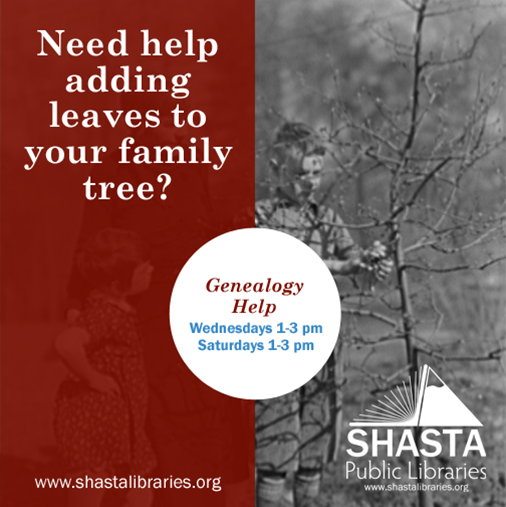 Need help
adding
leaves to
your family
tree?
Genealogy
Help
Wednesdays 1-3 pm
Saturdays 1-3 pm
SHASTA
Public Libraries
www.shastalibraries.org
www.shastalibraries.org